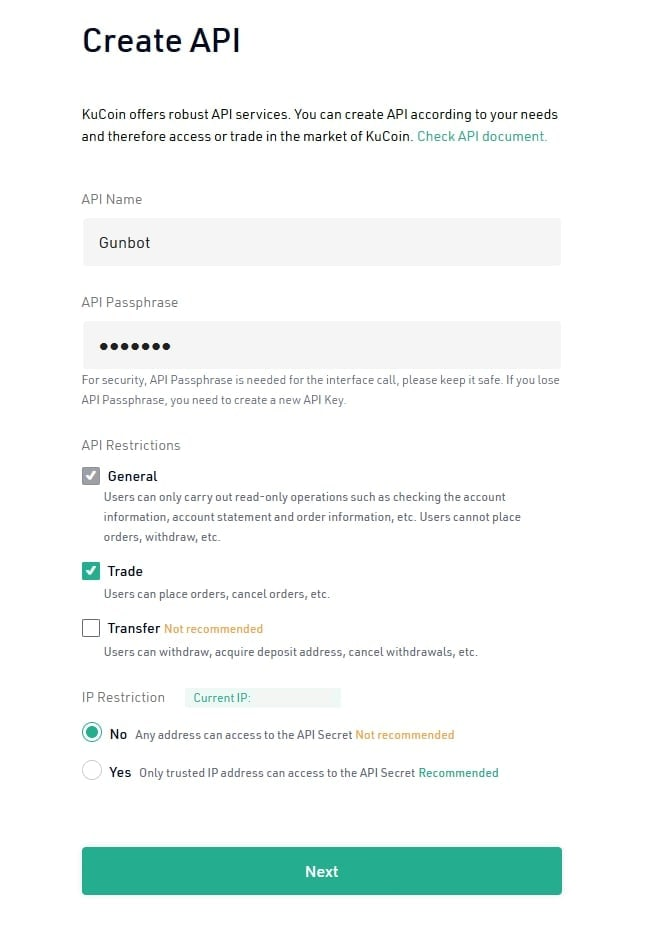 Create API
KuCoin offers robust API services. You can create API according to your needs
and therefore access or trade in the market of KuCoin. Check API document.
API Name
Gunbot
API Passphrase
●●●●●●●
For security, API Passphrase is needed for the interface call, please keep it safe. If you lose
API Passphrase, you need to create a new API Key.
API Restrictions
General
Users can only carry out read-only operations such as checking the account
information, account statement and order information, etc. Users cannot place
orders, withdraw, etc.
Trade
Users can place orders, cancel orders, etc.
Transfer Not recommended
Users can withdraw, acquire deposit address, cancel withdrawals, etc.
IP Restriction Current IP:
No Any address can access to the API Secret Not recommended
Yes Only trusted IP address can access to the API Secret Recommended
Next